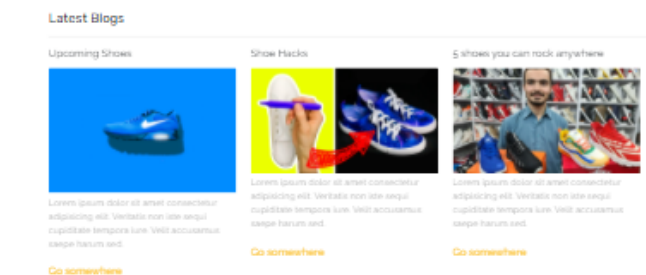 Latest Blogs
Upcoming Shoes
Shoe Hacks
5 shoes you can rock anywhere
Lorem ipsum dolor sit amet consectetur
adipisicing elit. Veritatis non iste sequi
cupiditate tempora iure. Velit accusamus
saepe harum sed.
Go somewhere
Lorem ipsum dolor sit amet consectetur
adipisicing elit. Veritatis non iste sequi
cupiditate tempora iure. Velit accusamus
saepe harum sed.
Go somewhere
Lorem ipsum dolor sit amet consectetur
adipisicing elit. Veritatis non iste sequi
cupiditate tempora iure. Velit accusamus
saepe harum sed.
Go somewhere